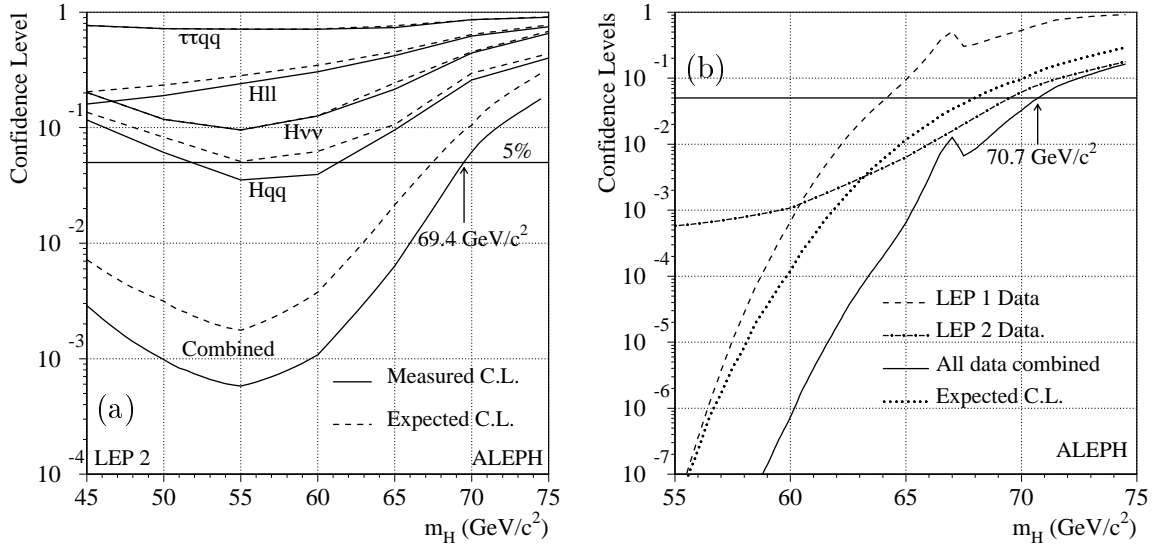 Confidence Level
1
10 -1
10 -2
10 -3
10 -4
ττqq
Hll
Hνν
Hqq
5%
69.4 GeV/c2
Combined
Measured C.L.
Expected C.L.
(a)
LEP 2
ALEPH
45 50 55 60 65 70 75
mH (GeV/c2)
Confidence Levels
1
10 -1
10 -2
10 -3
10 -4
10 -5
10 -6
10 -7
(b)
70.7 GeV/c2
LEP 1 Data
LEP 2 Data.
All data combined
Expected C.L.
ALEPH
55 60 65 70 75
mH (GeV/c2)